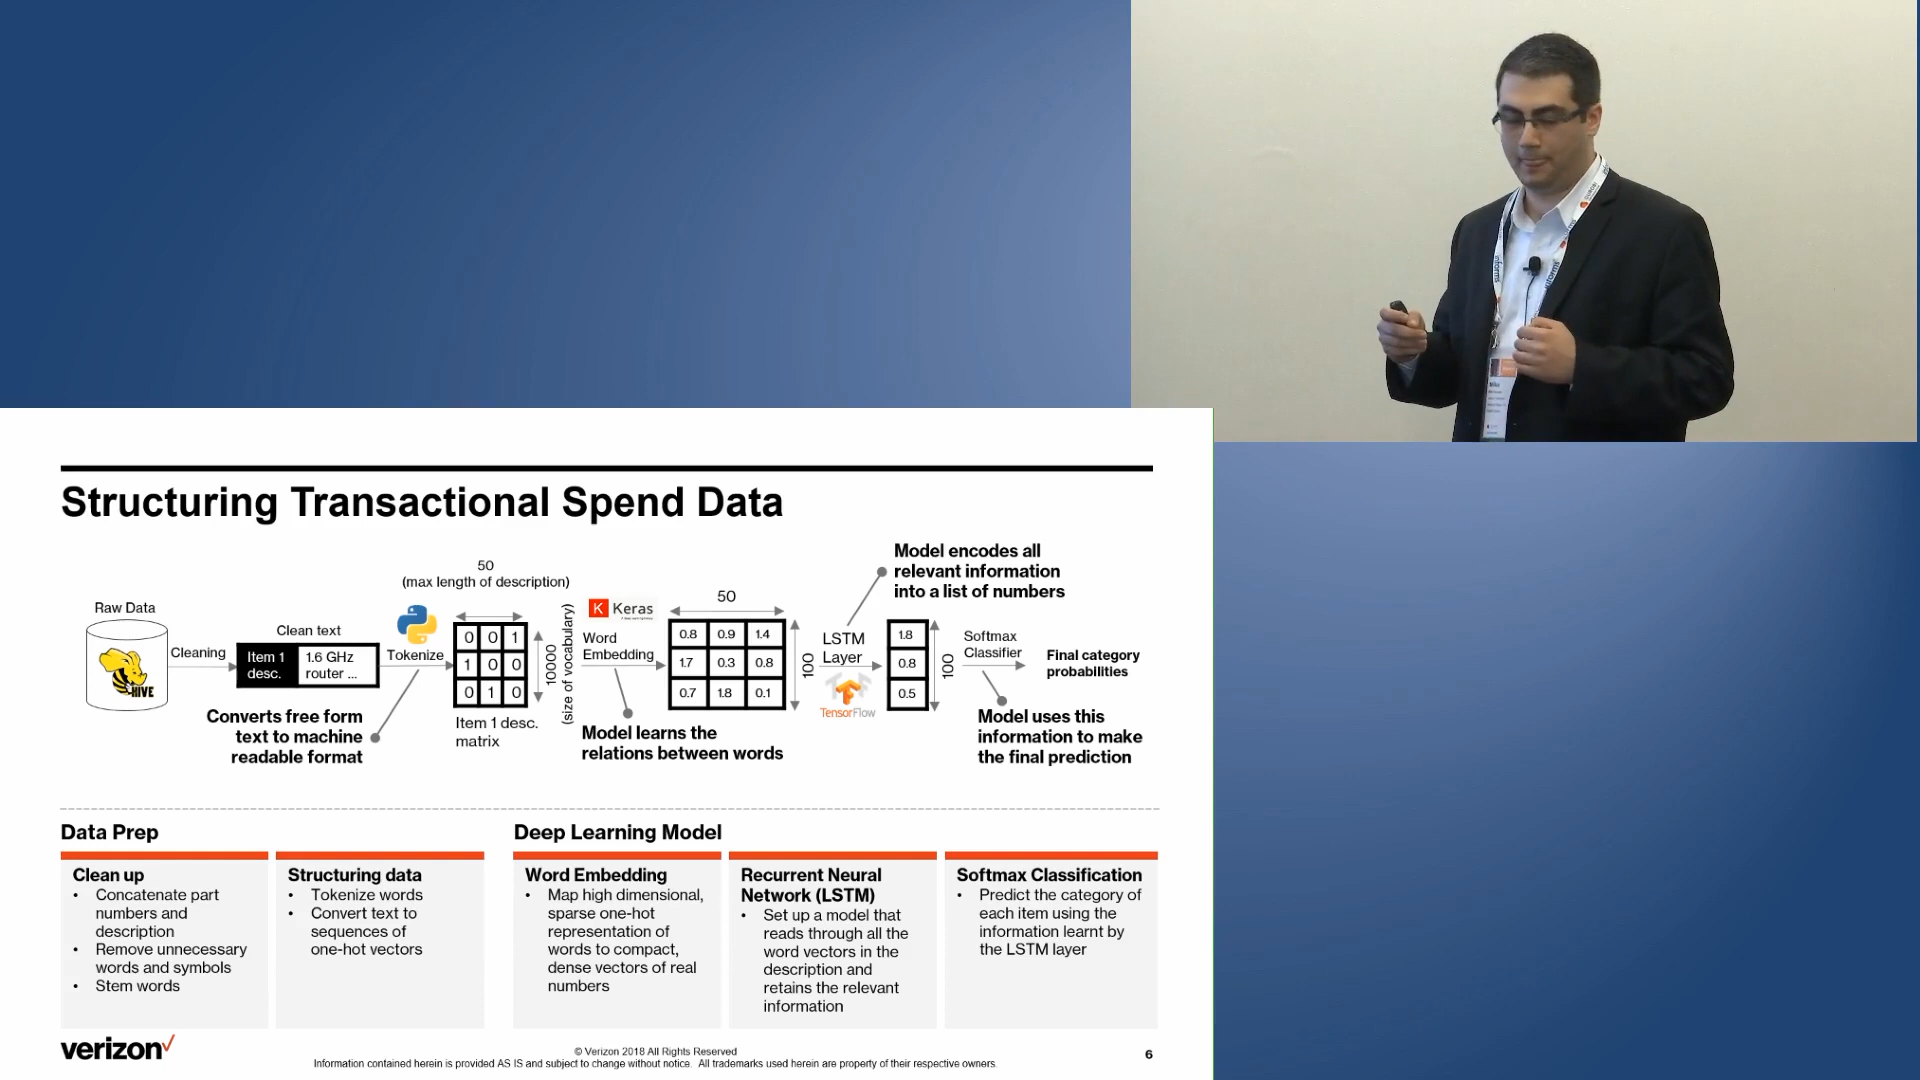 Structuring Transactional Spend Data
Raw Data
HIVE
Cleaning
Clean text
Item 1
desc.
1.6 GHz
router ...
Tokenize
Converts free form
text to machine
readable format
50
(max length of description)
0 0 1
1 0 0
0 1 0
10000
(size of vocabulary)
Item 1 desc.
matrix
K Keras
Word
Embedding
Model learns the
relations between words
50
0.8 0.9 1.4
1.7 0.3 0.8
0.7 1.8 0.1
100
LSTM
Layer
TensorFlow
Model encodes all
relevant information
into a list of numbers
1.8
0.8
0.5
100
Softmax
Classifier
Model uses this
information to make
the final prediction
Final category
probabilities
Data Prep
Clean up
• Concatenate part
numbers and
description
• Remove unnecessary
words and symbols
• Stem words
Structuring data
• Tokenize words
• Convert text to
sequences of
one-hot vectors
Deep Learning Model
Word Embedding
• Map high dimensional,
sparse one-hot
representation of
words to compact,
dense vectors of real
numbers
Recurrent Neural
Network (LSTM)
• Set up a model that
reads through all the
word vectors in the
description and
retains the relevant
information
Softmax Classification
• Predict the category of
each item using the
information learnt by
the LSTM layer
verizon✓
© Verizon 2018 All Rights Reserved
Information contained herein is provided AS IS and subject to change without notice. All trademarks used herein are property of their respective owners.
6
informs